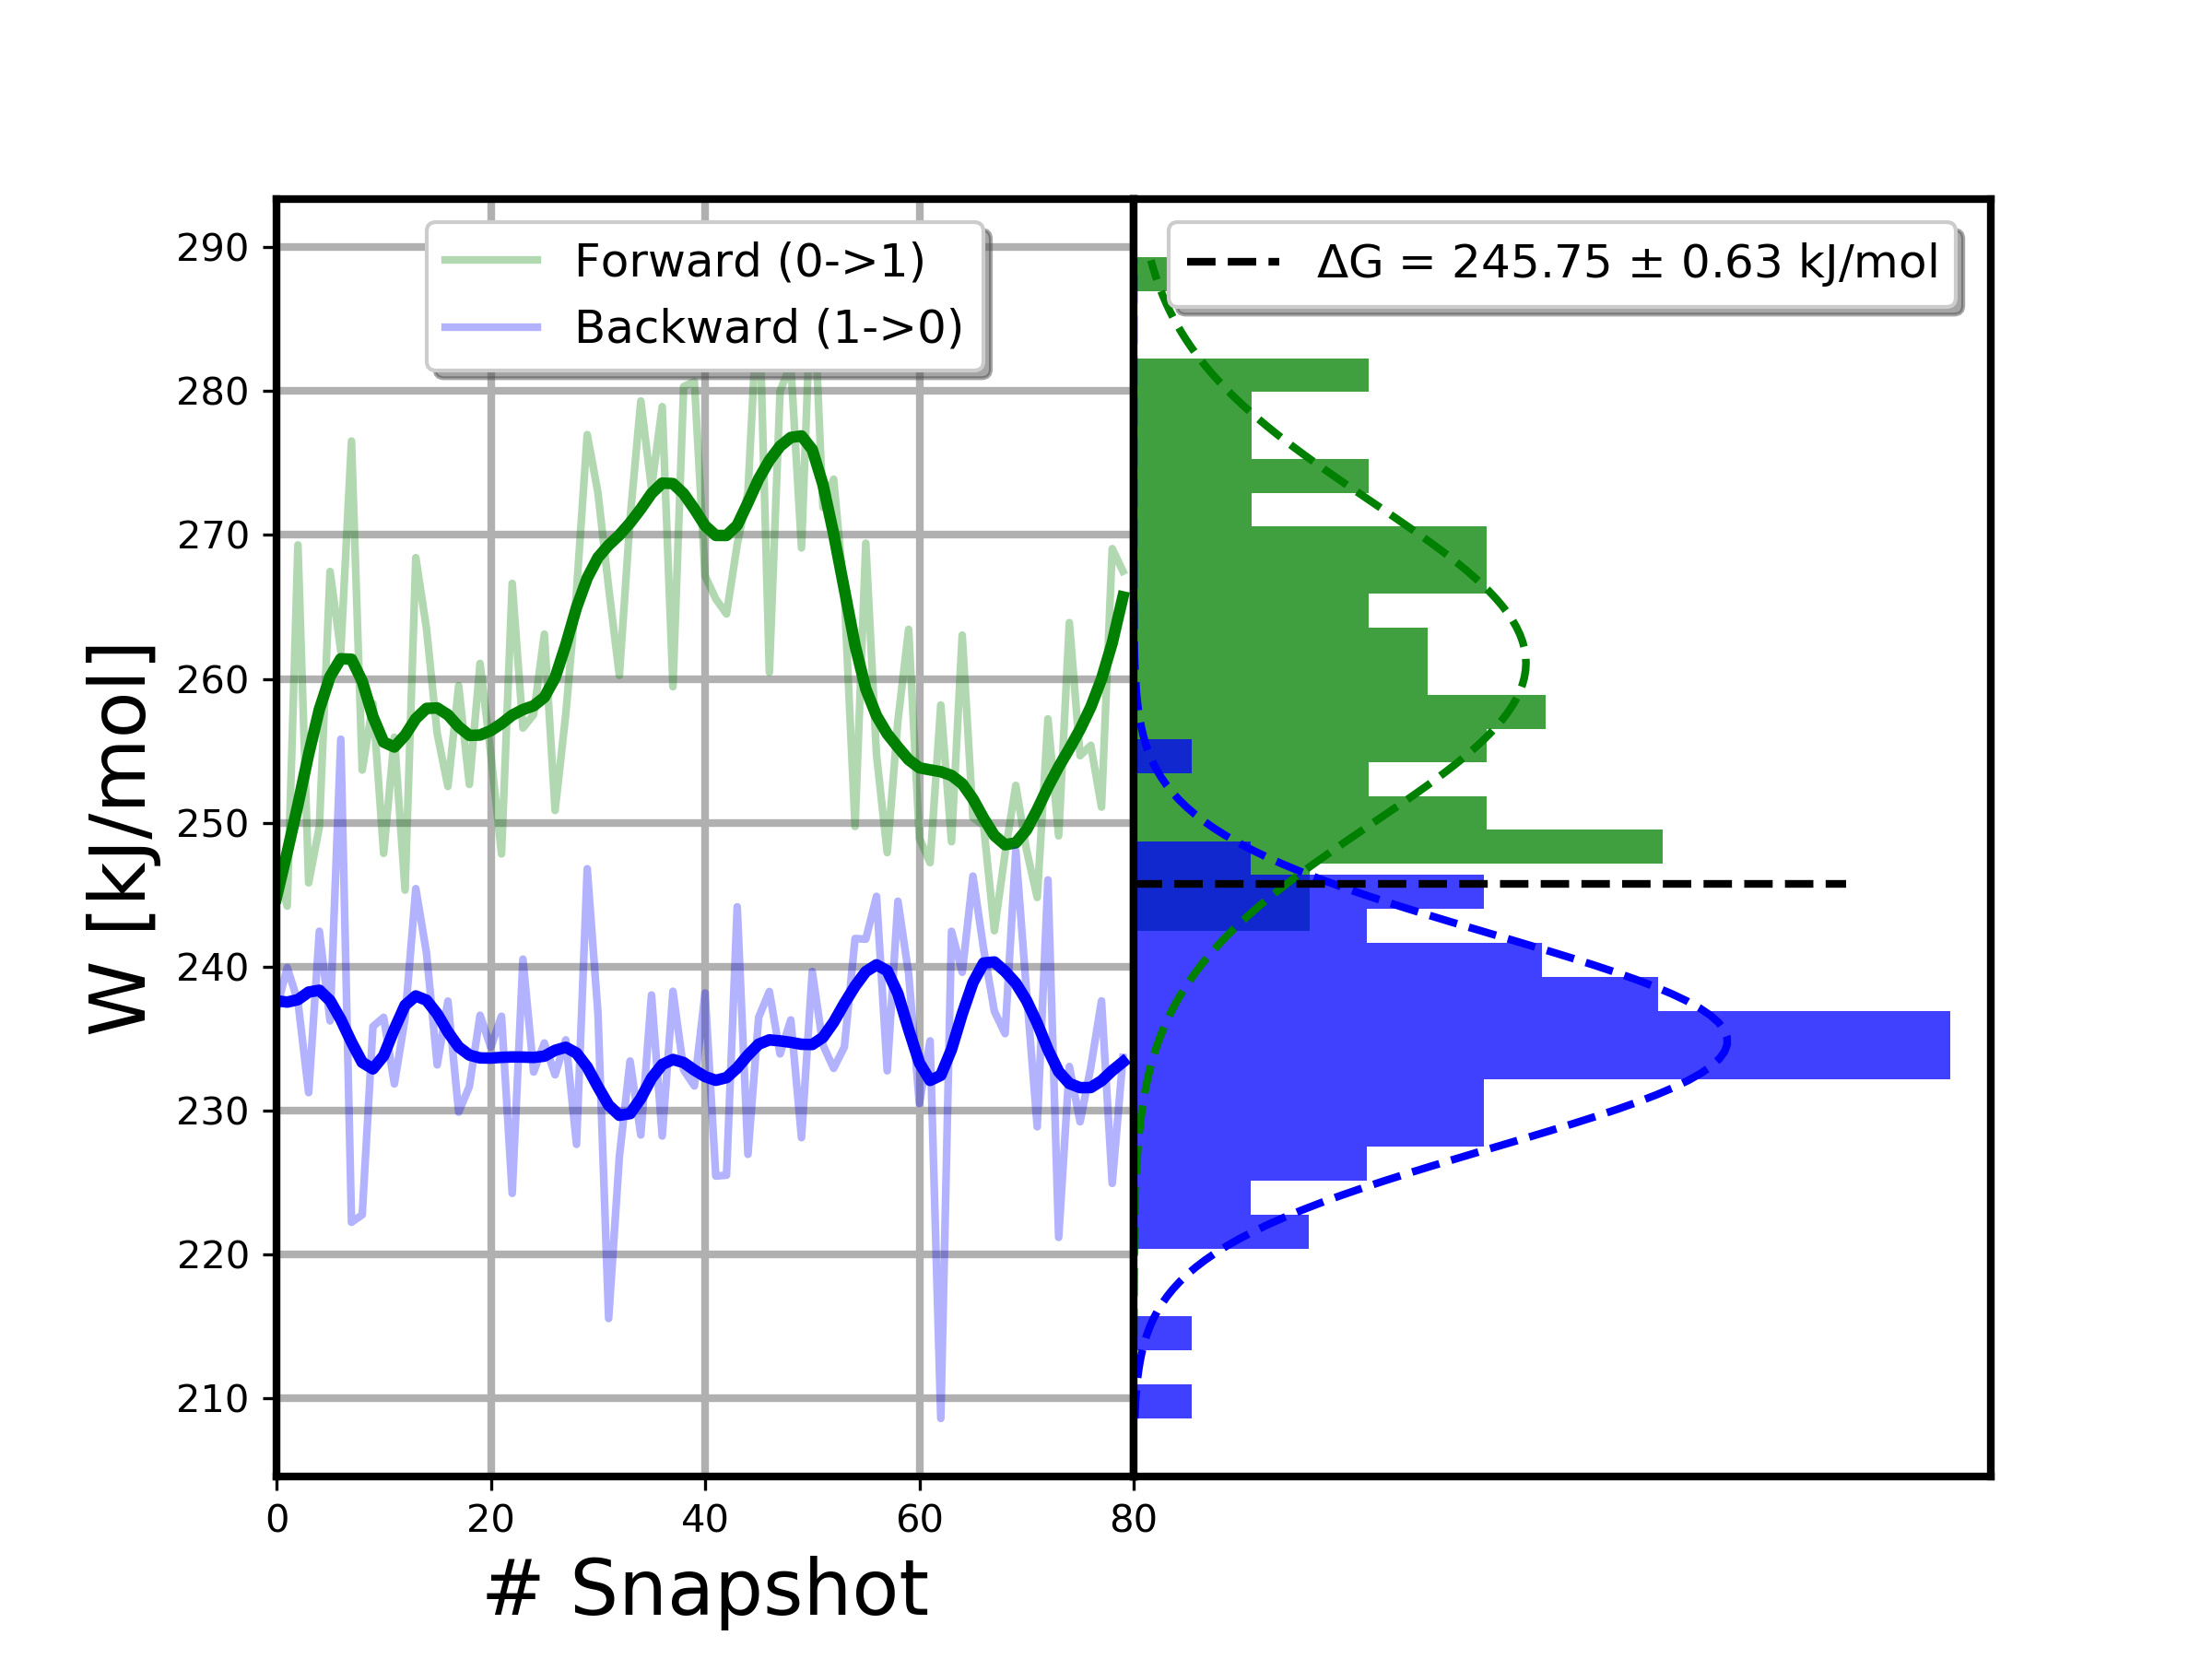 Forward (0->1)
Backward (1->0)
ΔG = 245.75 ± 0.63 kJ/mol
W [kJ/mol]
290
280
270
260
250
240
230
220
210
0 20 40 60 80
# Snapshot